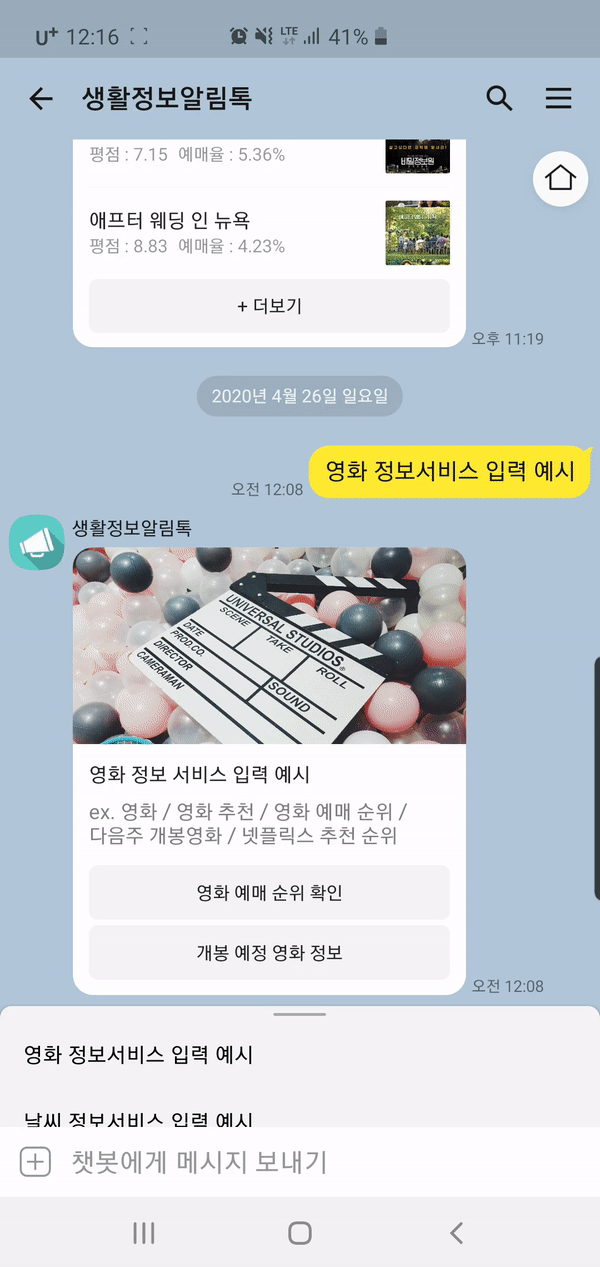 U+ 12:16 LTE 41%
생활정보알림톡
평점 : 7.15 예매율 : 5.36%
비밀정보원
애프터 웨딩 인 뉴욕
평점 : 8.83 예매율 : 4.23%
+ 더보기
오후 11:19
2020년 4월 26일 일요일
영화 정보서비스 입력 예시
오전 12:08
생활정보알림톡
UNIVERSAL STUDIOS®
SCENE TAKE ROLL
DATE
PROD.CO. SOUND
DIRECTOR
CAMERAMAN
영화 정보 서비스 입력 예시
ex. 영화 / 영화 추천 / 영화 예매 순위 /
다음주 개봉영화 / 넷플릭스 추천 순위
영화 예매 순위 확인
개봉 예정 영화 정보
오전 12:08
영화 정보서비스 입력 예시
날씨 정보서비스 입력 예시
챗봇에게 메시지 보내기